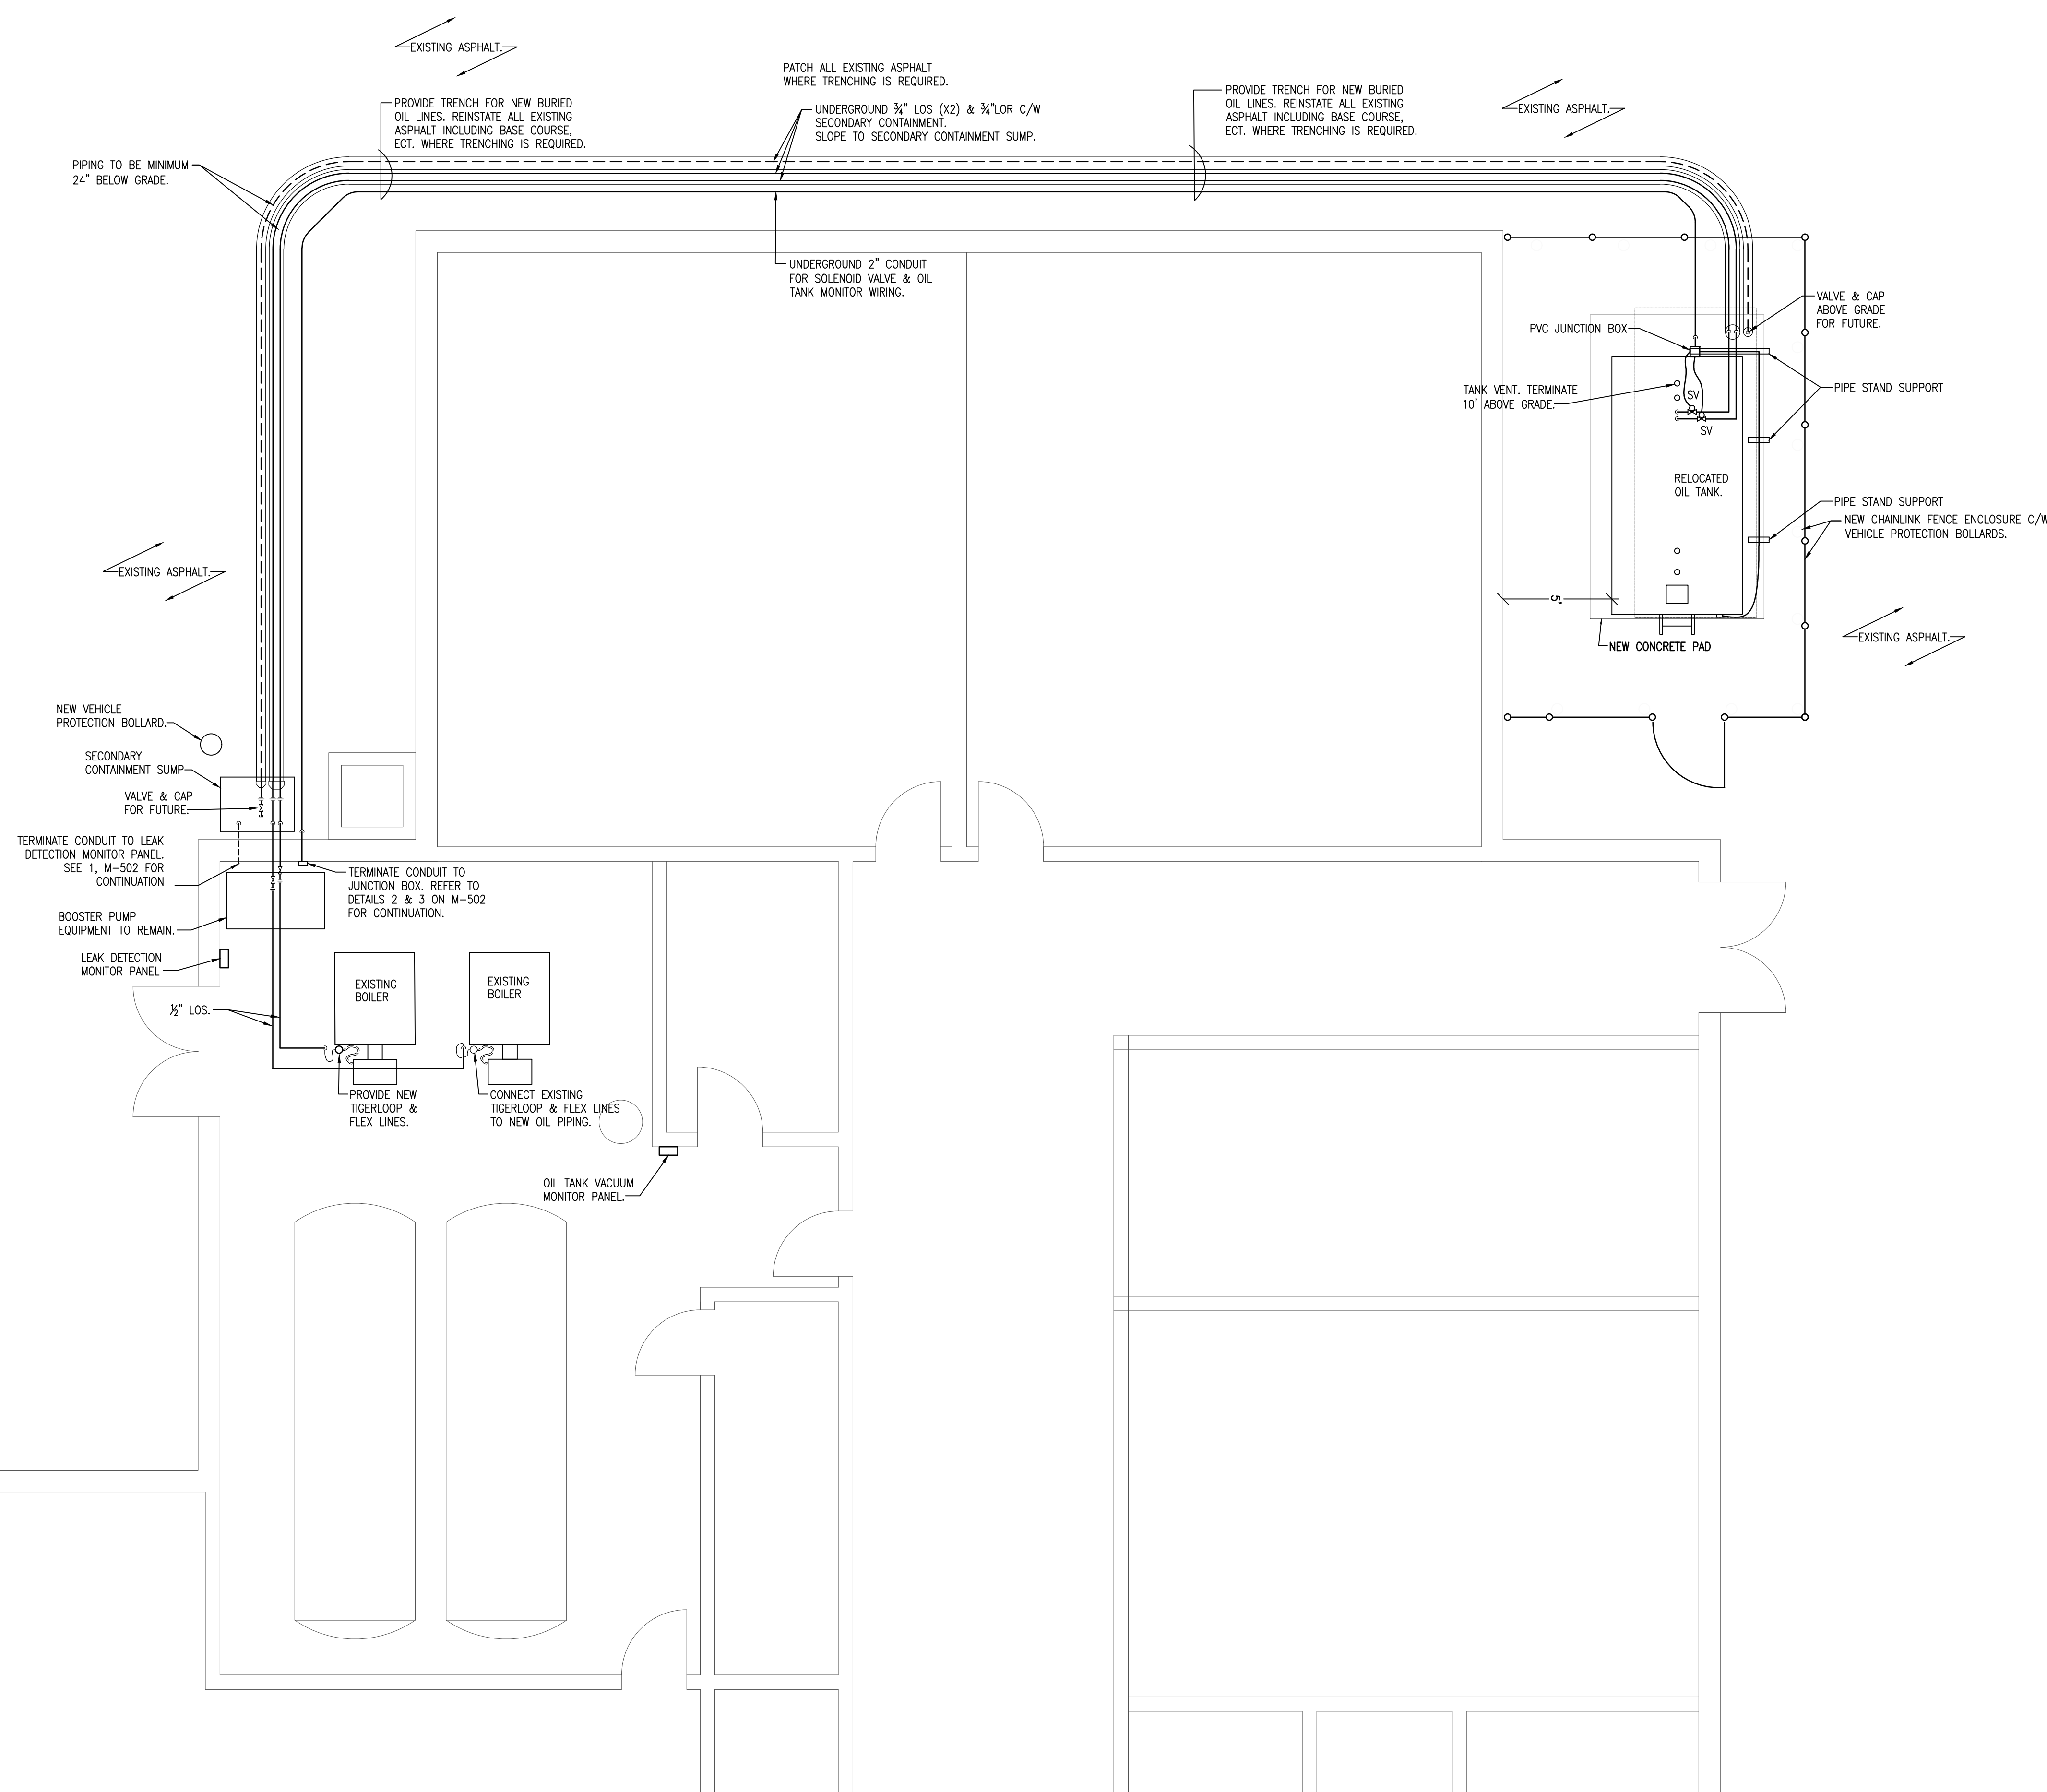 EXISTING ASPHALT.
PATCH ALL EXISTING ASPHALT
WHERE TRENCHING IS REQUIRED.
PROVIDE TRENCH FOR NEW BURIED
OIL LINES. REINSTATE ALL EXISTING
ASPHALT INCLUDING BASE COURSE,
ECT. WHERE TRENCHING IS REQUIRED.
UNDERGROUND ¾" LOS (X2) & ¾"LOR C/W
SECONDARY CONTAINMENT.
SLOPE TO SECONDARY CONTAINMENT SUMP.
PROVIDE TRENCH FOR NEW BURIED
OIL LINES. REINSTATE ALL EXISTING
ASPHALT INCLUDING BASE COURSE,
ECT. WHERE TRENCHING IS REQUIRED.
EXISTING ASPHALT.
PIPING TO BE MINIMUM
24" BELOW GRADE.
UNDERGROUND 2" CONDUIT
FOR SOLENOID VALVE & OIL
TANK MONITOR WIRING.
VALVE & CAP
ABOVE GRADE
FOR FUTURE.
PVC JUNCTION BOX
TANK VENT. TERMINATE
10' ABOVE GRADE.
SV
SV
PIPE STAND SUPPORT
RELOCATED
OIL TANK.
PIPE STAND SUPPORT
NEW CHAINLINK FENCE ENCLOSURE C/W
VEHICLE PROTECTION BOLLARDS.
EXISTING ASPHALT.
5'
EXISTING ASPHALT.
NEW CONCRETE PAD
NEW VEHICLE
PROTECTION BOLLARD.
SECONDARY
CONTAINMENT SUMP
VALVE & CAP
FOR FUTURE.
TERMINATE CONDUIT TO LEAK
DETECTION MONITOR PANEL.
SEE 1, M-502 FOR
CONTINUATION
TERMINATE CONDUIT TO
JUNCTION BOX. REFER TO
DETAILS 2 & 3 ON M-502
FOR CONTINUATION.
BOOSTER PUMP
EQUIPMENT TO REMAIN.
LEAK DETECTION
MONITOR PANEL
½" LOS.
EXISTING
BOILER
EXISTING
BOILER
PROVIDE NEW
TIGERLOOP &
FLEX LINES.
CONNECT EXISTING
TIGERLOOP & FLEX LINES
TO NEW OIL PIPING.
OIL TANK VACUUM
MONITOR PANEL.